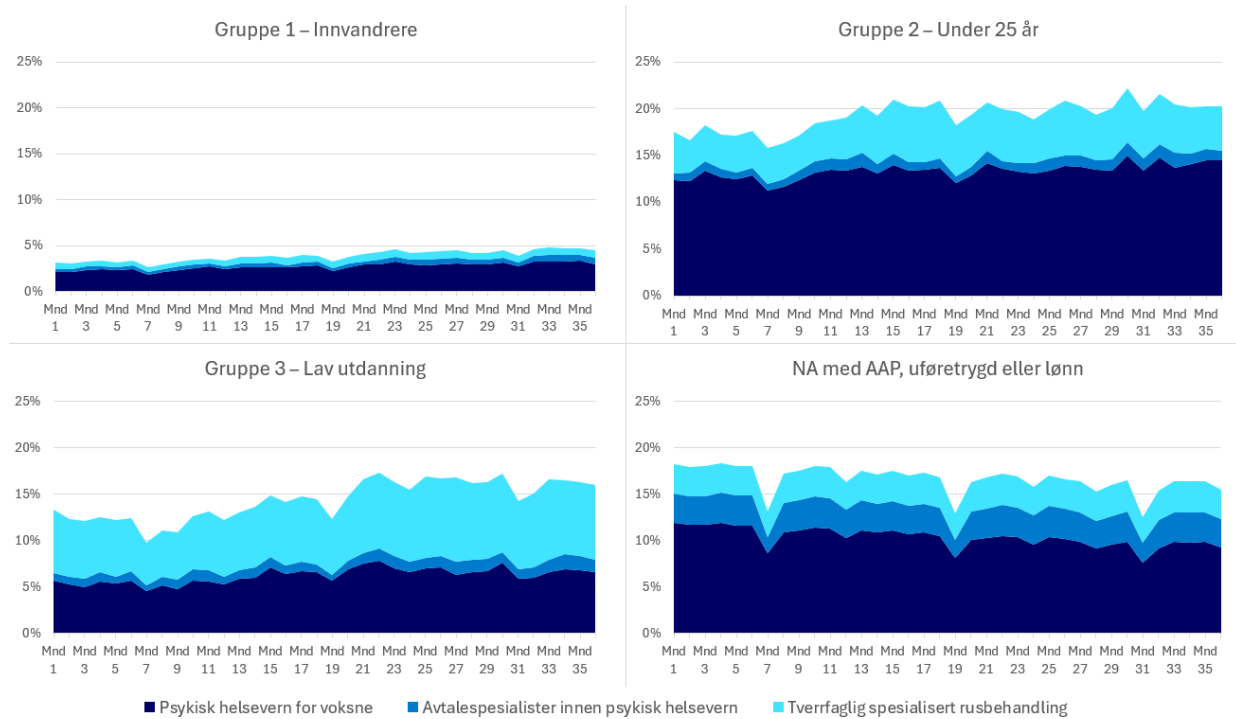 Gruppe 1 – Innvandrere
25%
20%
15%
10%
5%
0%
Mnd Mnd Mnd Mnd Mnd Mnd Mnd Mnd Mnd Mnd Mnd Mnd Mnd Mnd Mnd Mnd Mnd Mnd
1 3 5 7 9 11 13 15 17 19 21 23 25 27 29 31 33 35
Gruppe 2 – Under 25 år
25%
20%
15%
10%
5%
0%
Mnd Mnd Mnd Mnd Mnd Mnd Mnd Mnd Mnd Mnd Mnd Mnd Mnd Mnd Mnd Mnd Mnd Mnd
1 3 5 7 9 11 13 15 17 19 21 23 25 27 29 31 33 35
Gruppe 3 – Lav utdanning
25%
20%
15%
10%
5%
0%
Mnd Mnd Mnd Mnd Mnd Mnd Mnd Mnd Mnd Mnd Mnd Mnd Mnd Mnd Mnd Mnd Mnd Mnd
1 3 5 7 9 11 13 15 17 19 21 23 25 27 29 31 33 35
NA med AAP, uføretrygd eller lønn
25%
20%
15%
10%
5%
0%
Mnd Mnd Mnd Mnd Mnd Mnd Mnd Mnd Mnd Mnd Mnd Mnd Mnd Mnd Mnd Mnd Mnd Mnd
1 3 5 7 9 11 13 15 17 19 21 23 25 27 29 31 33 35
Psykisk helsevern for voksne Avtalespesialister innen psykisk helsevern Tverrfaglig spesialisert rusbehandling